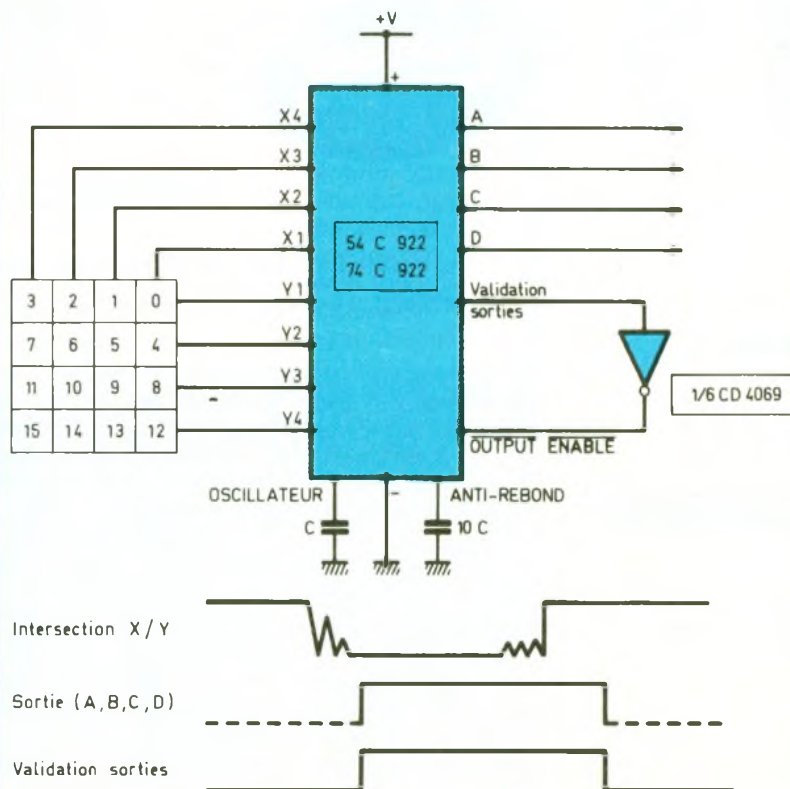 +V
+
X4
A
X3
B
X2
C
X1
D
54 C 922
74 C 922
Y1
Validation
sorties
Y2
Y3
Y4
3 2 1 0
7 6 5 4
11 10 9 8
15 14 13 12
1/6 CD 4069
OUTPUT ENABLE
OSCILLATEUR
-
ANTI-REBOND
C
10 C
Intersection X/Y
Sortie (A,B,C,D)
Validation sorties